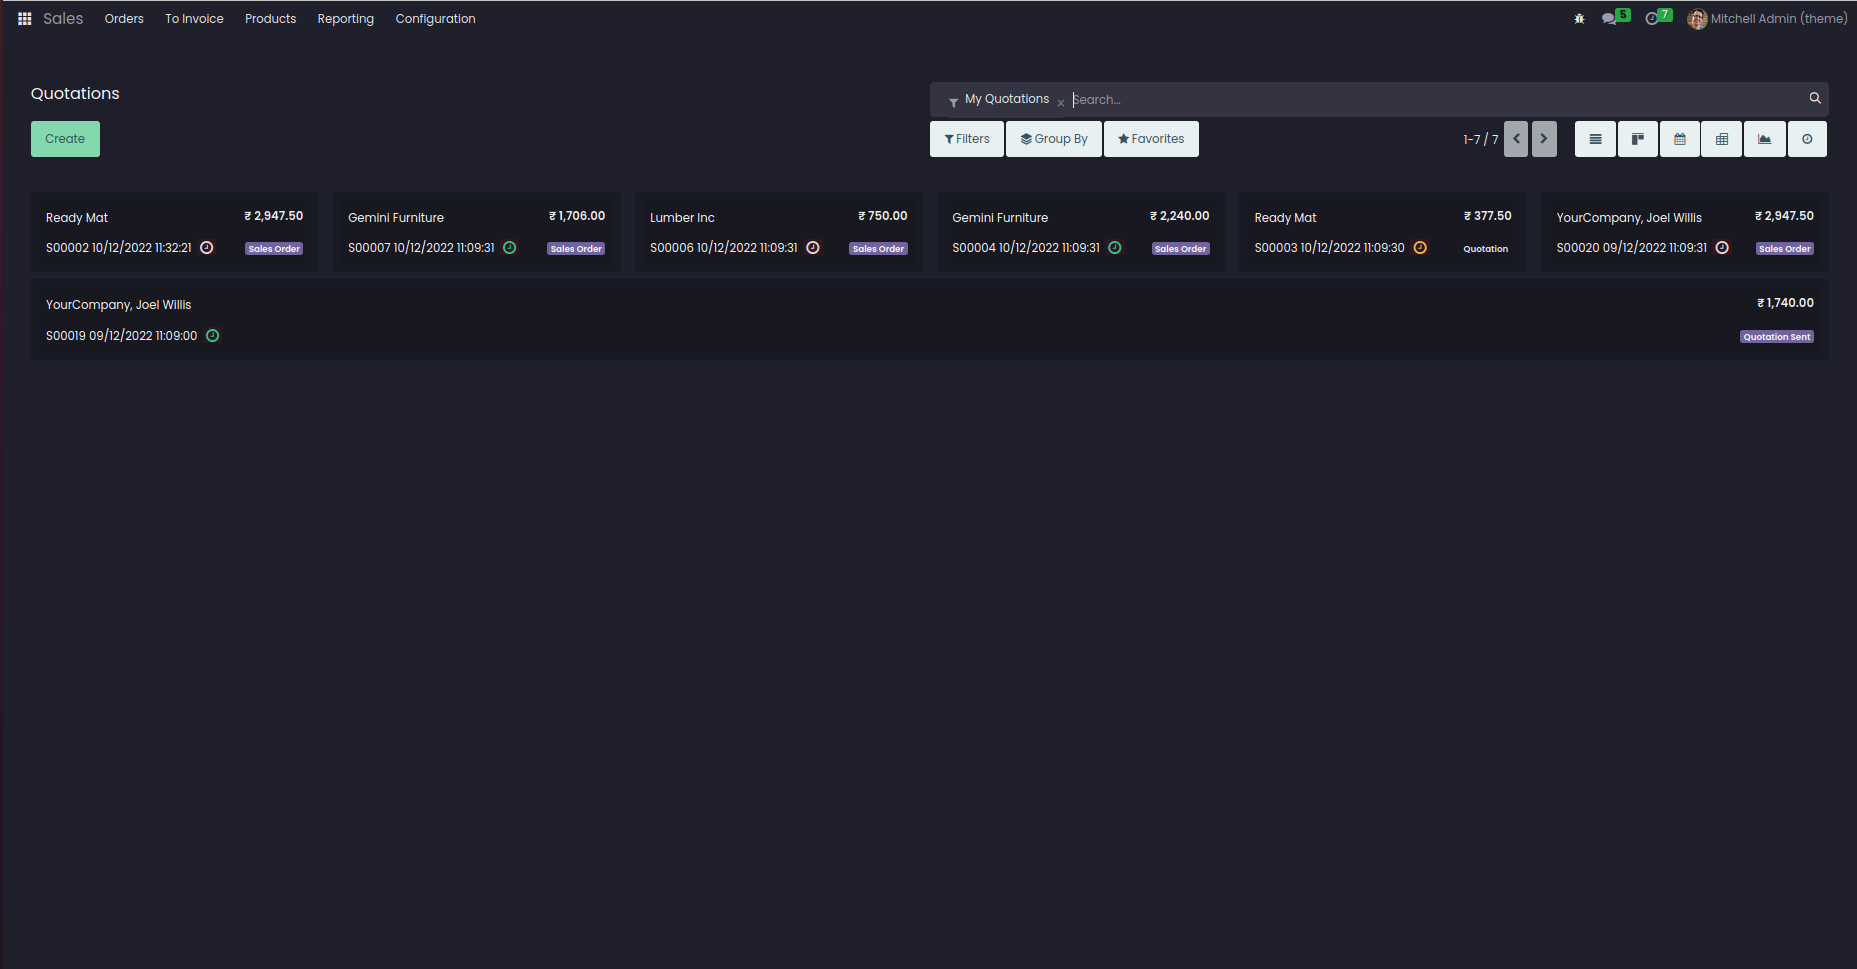 Sales Orders To Invoice Products Reporting Configuration 5 7 Mitchell Admin (theme)
Quotations
My Quotations x Search...
Create
Filters Group By Favorites 1-7 / 7
Ready Mat ₹ 2,947.50
S00002 10/12/2022 11:32:21 Sales Order
Gemini Furniture ₹ 1,706.00
S00007 10/12/2022 11:09:31 Sales Order
Lumber Inc ₹ 750.00
S00006 10/12/2022 11:09:31 Sales Order
Gemini Furniture ₹ 2,240.00
S00004 10/12/2022 11:09:31 Sales Order
Ready Mat ₹ 377.50
S00003 10/12/2022 11:09:30 Quotation
YourCompany, Joel Willis ₹ 2,947.50
S00020 09/12/2022 11:09:31 Sales Order
YourCompany, Joel Willis ₹ 1,740.00
S00019 09/12/2022 11:09:00 Quotation Sent